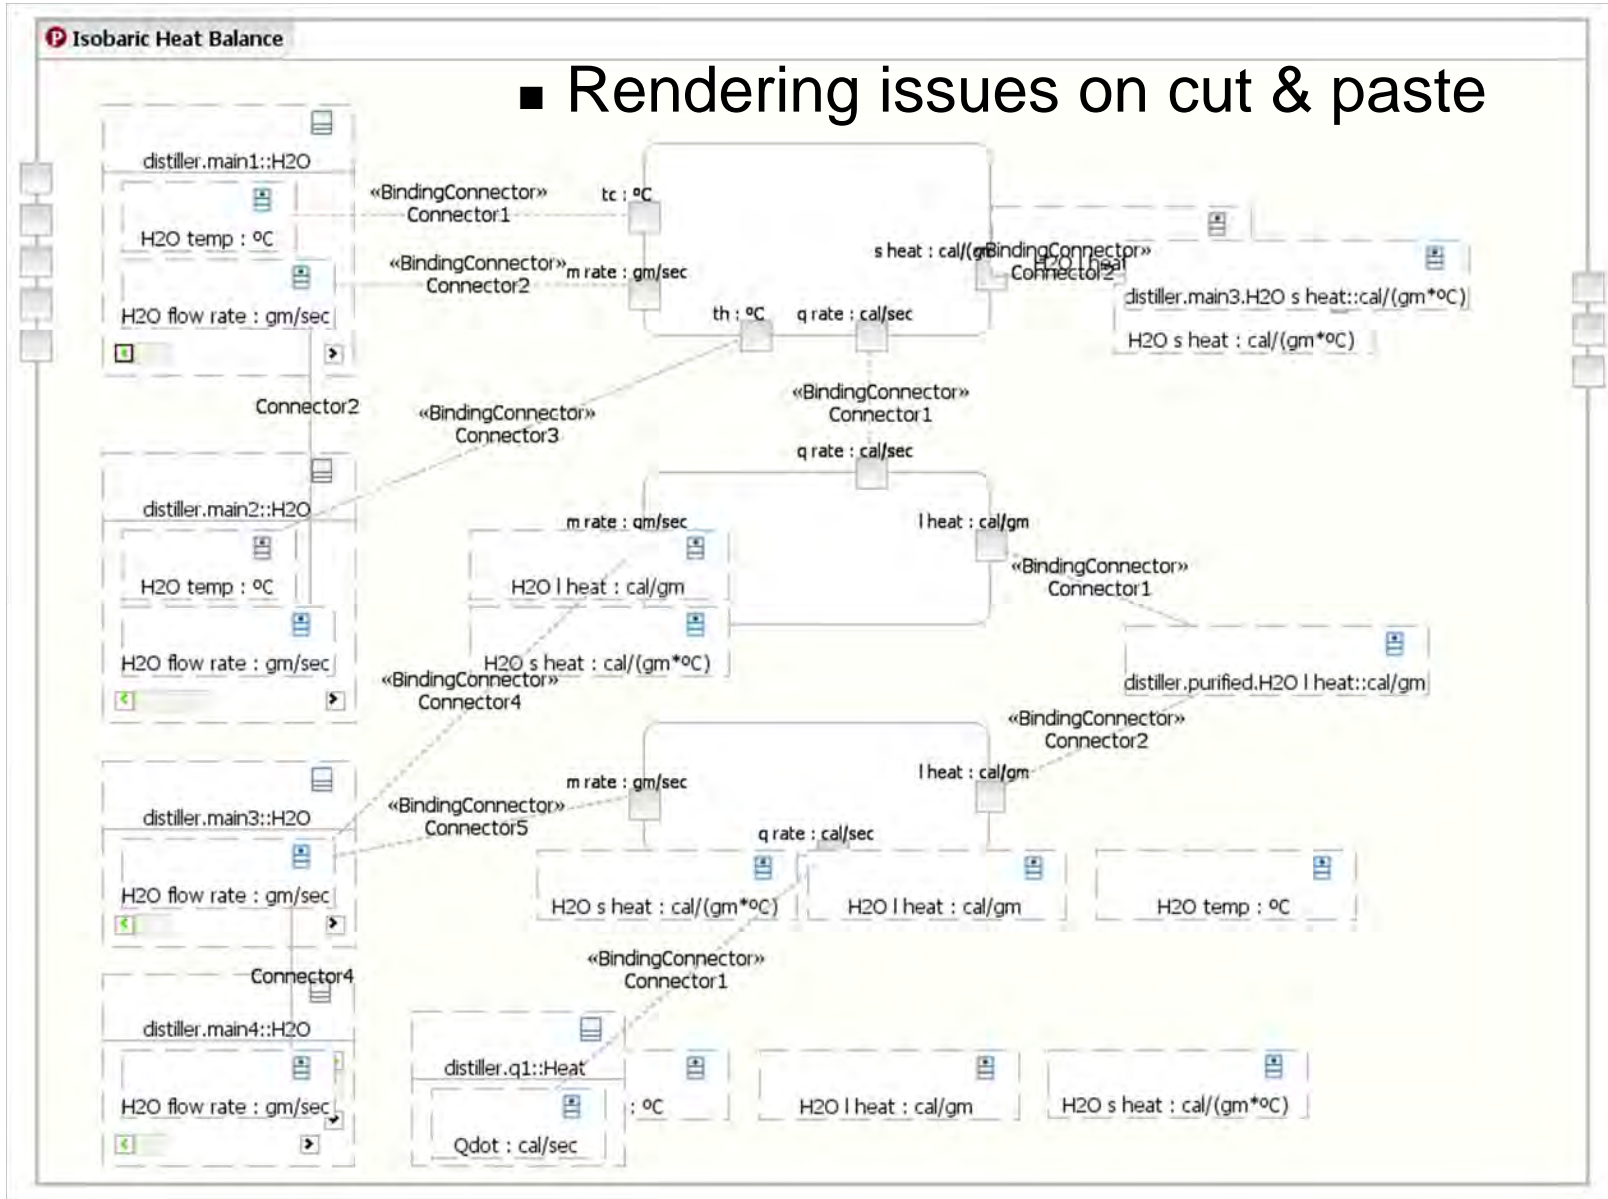 P Isobaric Heat Balance
■ Rendering issues on cut & paste
distiller.main1::H2O
H2O temp : ºC
H2O flow rate : gm/sec
«BindingConnector»
Connector1
tc : ºC
«BindingConnector»
Connector2
m rate : gm/sec
th : ºC
q rate : cal/sec
s heat : cal/(gm
«BindingConnector»
Connector2
H2O l heat
distiller.main3.H2O s heat::cal/(gm*ºC)
H2O s heat : cal/(gm*ºC)
Connector2
«BindingConnector»
Connector3
«BindingConnector»
Connector1
q rate : cal/sec
distiller.main2::H2O
H2O temp : ºC
H2O flow rate : gm/sec
m rate : gm/sec
l heat : cal/gm
H2O l heat : cal/gm
H2O s heat : cal/(gm*ºC)
«BindingConnector»
Connector1
«BindingConnector»
Connector4
distiller.purified.H2O l heat::cal/gm
«BindingConnector»
Connector2
distiller.main3::H2O
H2O flow rate : gm/sec
«BindingConnector»
Connector5
m rate : gm/sec
l heat : cal/gm
q rate : cal/sec
H2O s heat : cal/(gm*ºC)
H2O l heat : cal/gm
H2O temp : ºC
«BindingConnector»
Connector1
Connector4
distiller.main4::H2O
H2O flow rate : gm/sec
distiller.q1::Heat
Qdot : cal/sec
: ºC
H2O l heat : cal/gm
H2O s heat : cal/(gm*ºC)